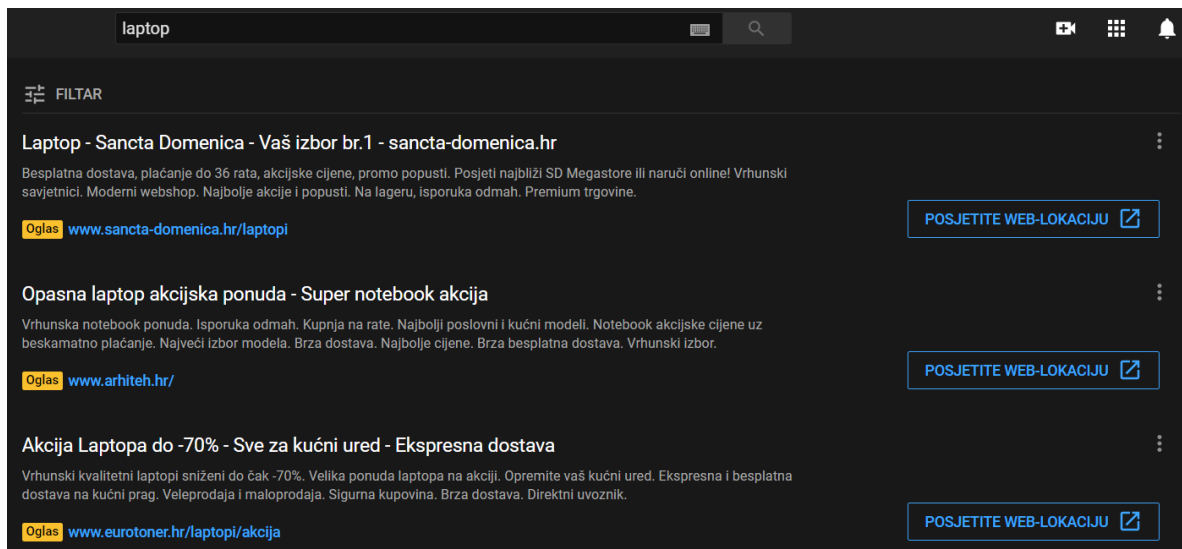 laptop
FILTAR
Laptop - Sancta Domenica - Vaš izbor br.1 - sancta-domenica.hr
Besplatna dostava, plaćanje do 36 rata, akcijske cijene, promo popusti. Posjeti najbliži SD Megastore ili naruči online! Vrhunski
savjetnici. Moderni webshop. Najbolje akcije i popusti. Na lageru, isporuka odmah. Premium trgovine.
Oglas www.sancta-domenica.hr/laptopi
POSJETITE WEB-LOKACIJU
Opasna laptop akcijska ponuda - Super notebook akcija
Vrhunska notebook ponuda. Isporuka odmah. Kupnja na rate. Najbolji poslovni i kućni modeli. Notebook akcijske cijene uz
beskamatno plaćanje. Najveći izbor modela. Brza dostava. Najbolje cijene. Brza besplatna dostava. Vrhunski izbor.
Oglas www.arhiteh.hr/
POSJETITE WEB-LOKACIJU
Akcija Laptopa do -70% - Sve za kućni ured - Ekspresna dostava
Vrhunski kvalitetni laptopi sniženi do čak -70%. Velika ponuda laptopa na akciji. Opremite vaš kućni ured. Ekspresna i besplatna
dostava na kućni prag. Veleprodaja i maloprodaja. Sigurna kupovina. Brza dostava. Direktni uvoznik.
Oglas www.eurotoner.hr/laptopi/akcija
POSJETITE WEB-LOKACIJU